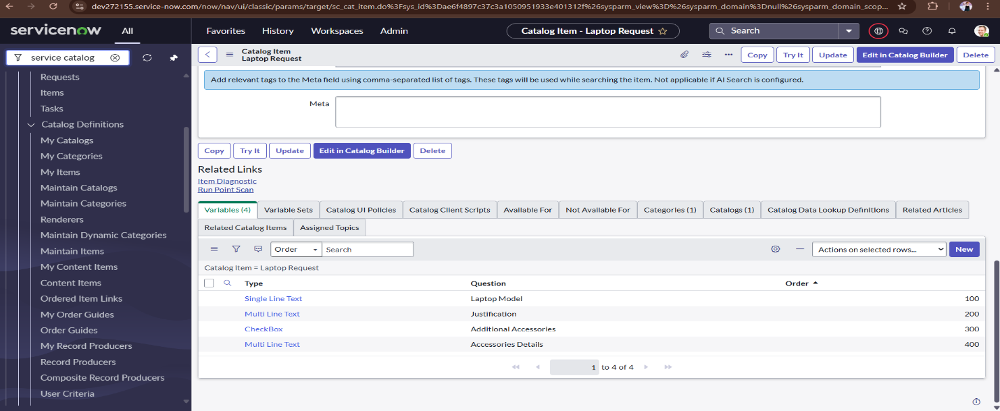 dev272155.service-now.com/now/nav/ui/classic/params/target/sc_cat_item.do%3Fsys_id%3Dae6f4897c37c3a1050951933e401312f%26sysparm_view%3D%26sysparm_domain%3Dnull%26sysparm_domain_scop...
servicenow All Favorites History Workspaces Admin Catalog Item - Laptop Request Search
service catalog
Requests
Items
Tasks
Catalog Definitions
My Catalogs
My Categories
My Items
Maintain Catalogs
Maintain Categories
Renderers
Maintain Dynamic Categories
Maintain Items
My Content Items
Content Items
Ordered Item Links
My Order Guides
Order Guides
My Record Producers
Record Producers
Composite Record Producers
User Criteria
Catalog Item
Laptop Request
Copy Try It Update Edit in Catalog Builder Delete
Add relevant tags to the Meta field using comma-separated list of tags. These tags will be used while searching the item. Not applicable if AI Search is configured.
Meta
Copy Try It Update Edit in Catalog Builder Delete
Related Links
Item Diagnostic
Run Point Scan
Variables (4) Variable Sets Catalog UI Policies Catalog Client Scripts Available For Not Available For Categories (1) Catalogs (1) Catalog Data Lookup Definitions Related Articles
Related Catalog Items Assigned Topics
Order Search Actions on selected rows... New
Catalog Item = Laptop Request
Type Question Order
Single Line Text Laptop Model 100
Multi Line Text Justification 200
CheckBox Additional Accessories 300
Multi Line Text Accessories Details 400
1 to 4 of 4